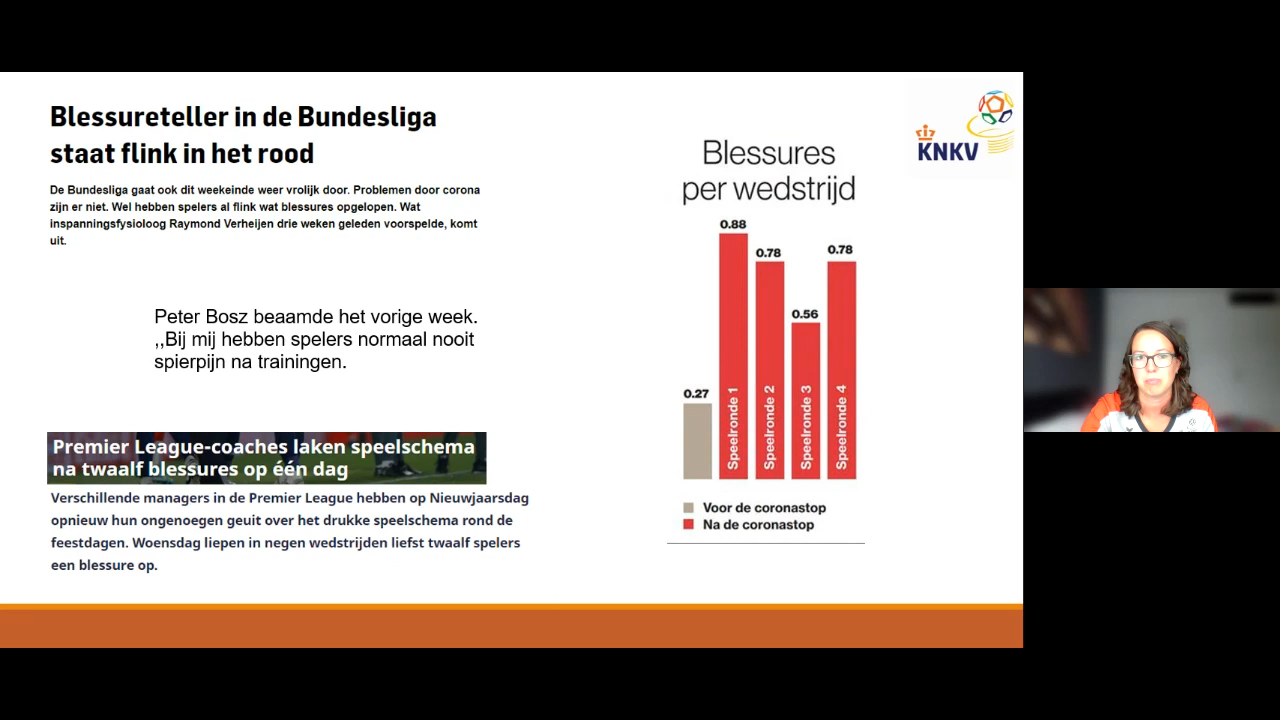 Blessureteller in de Bundesliga
staat flink in het rood
De Bundesliga gaat ook dit weekeinde weer vrolijk door. Problemen door corona
zijn er niet. Wel hebben spelers al flink wat blessures opgelopen. Wat
inspanningsfysioloog Raymond Verheijen drie weken geleden voorspelde, komt
uit.
Peter Bosz beaamde het vorige week.
,,Bij mij hebben spelers normaal nooit
spierpijn na trainingen.
Premier League-coaches laken speelschema
na twaalf blessures op één dag
Verschillende managers in de Premier League hebben op Nieuwjaarsdag
opnieuw hun ongenoegen geuit over het drukke speelschema rond de
feestdagen. Woensdag liepen in negen wedstrijden liefst twaalf spelers
een blessure op.
Blessures
per wedstrijd
0.27
0.88
Speelronde 1
0.78
Speelronde 2
0.56
Speelronde 3
0.78
Speelronde 4
Voor de coronastop
Na de coronastop
KNKV